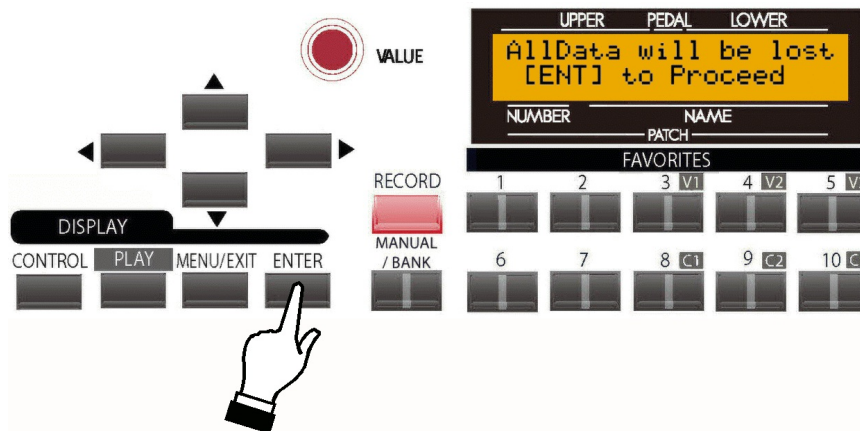 UPPER PEDAL LOWER
VALUE
AllData will be lost
[ENT] to Proceed
NUMBER NAME
PATCH
FAVORITES
RECORD
1 2 3 V1 4 V2 5
DISPLAY
MANUAL
/ BANK
CONTROL PLAY MENU/EXIT ENTER
6 7 8 C1 9 C2 10